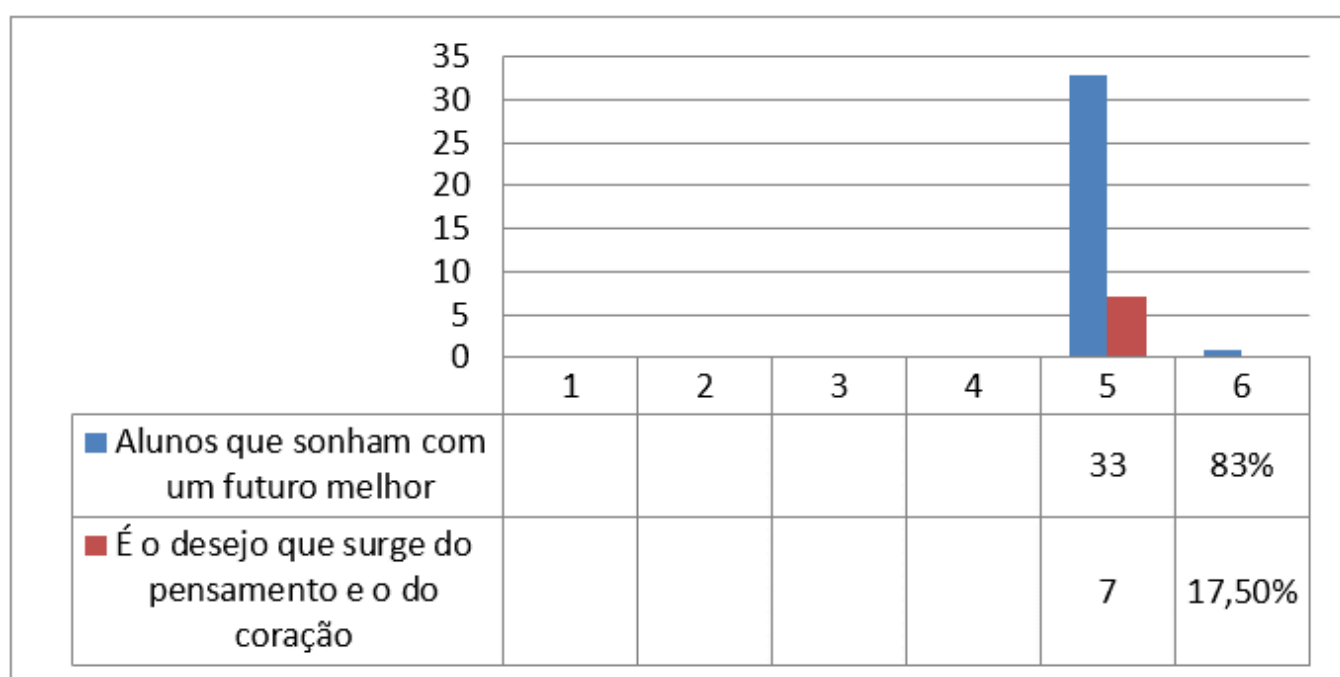 35
30
25
20
15
10
5
0
1 2 3 4 5 6
Alunos que sonham com
um futuro melhor
33 83%
É o desejo que surge do
pensamento e o do
coração
7 17,50%